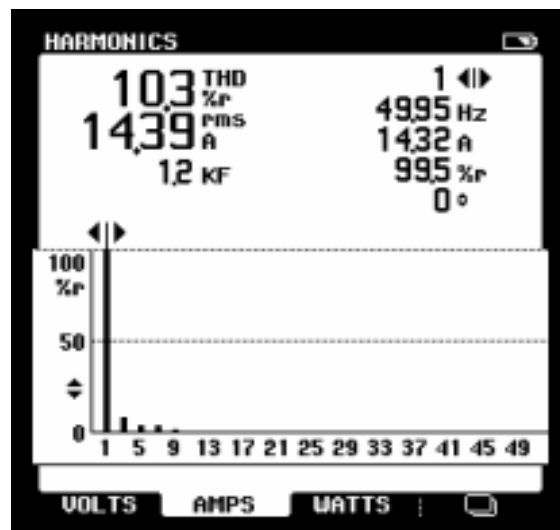 HARMONICS
10,3 THD %r
14,39 rms A
1,2 KF
1
49,95 Hz
14,32 A
99,5 %r
0 °
100
%r
50
0
1 5 9 13 17 21 25 29 33 37 41 45 49
VOLTS AMPS WATTS